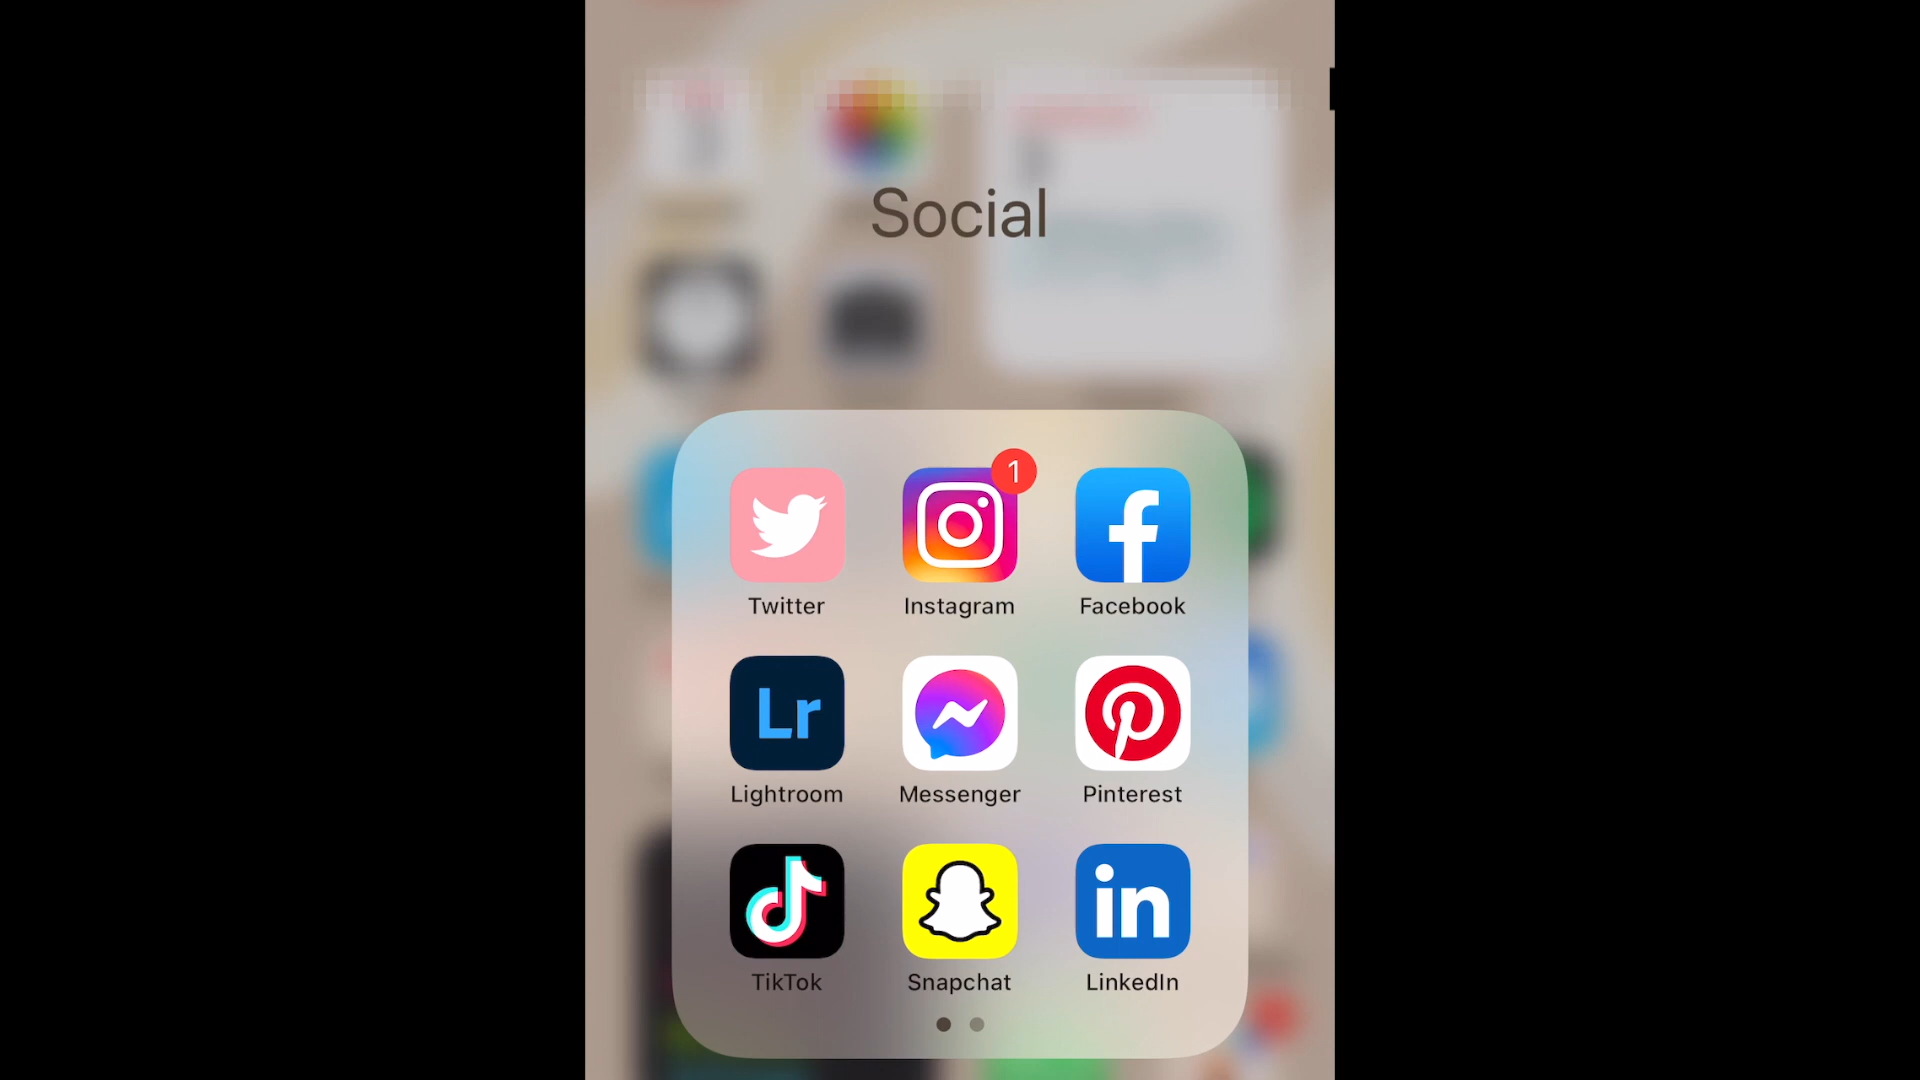 Social
1
Twitter
Instagram
Facebook
Lr
Lightroom
Messenger
Pinterest
in
TikTok
Snapchat
LinkedIn